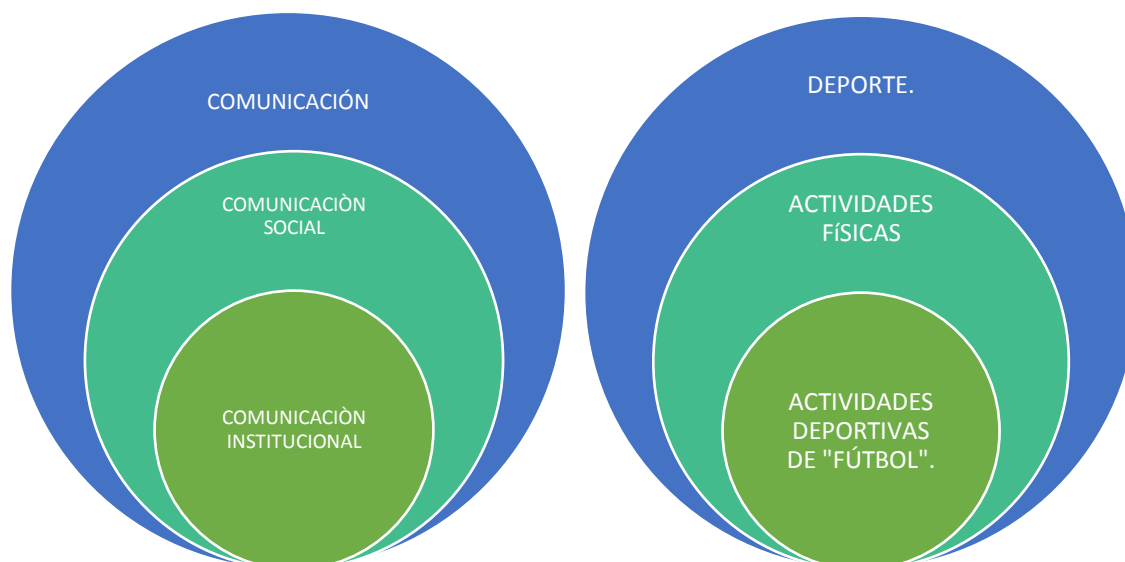 COMUNICACIÓN
COMUNICACIÒN
SOCIAL
COMUNICACIÒN
INSTITUCIONAL
DEPORTE.
ACTIVIDADES
FíSICAS
ACTIVIDADES
DEPORTIVAS
DE "FÚTBOL".